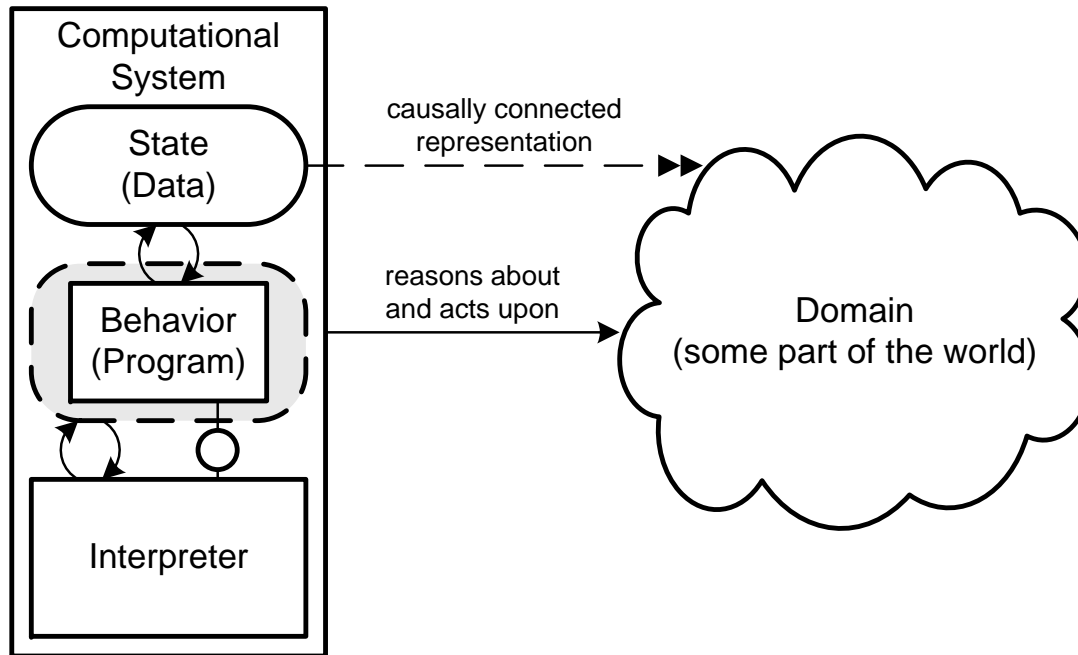 Computational
System
State
(Data)
causally connected
representation
Behavior
(Program)
reasons about
and acts upon
Domain
(some part of the world)
Interpreter